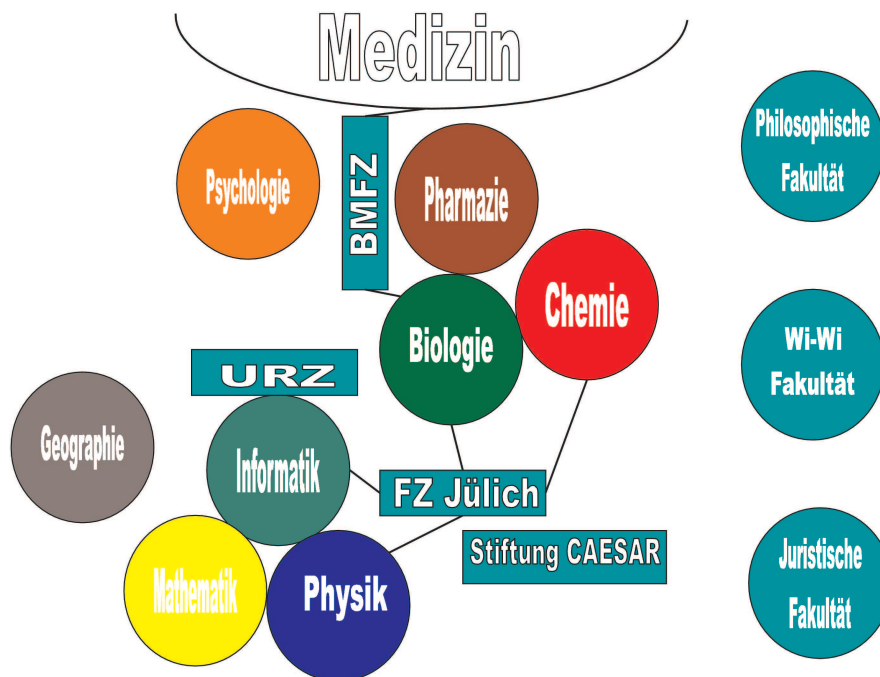 Medizin
Psychologie
BMFZ
Pharmazie
Philosophische
Fakultät
Chemie
Biologie
Wi-Wi
Fakultät
URZ
Geographie
Informatik
FZ Jülich
Stiftung CAESAR
Mathematik
Physik
Juristische
Fakultät